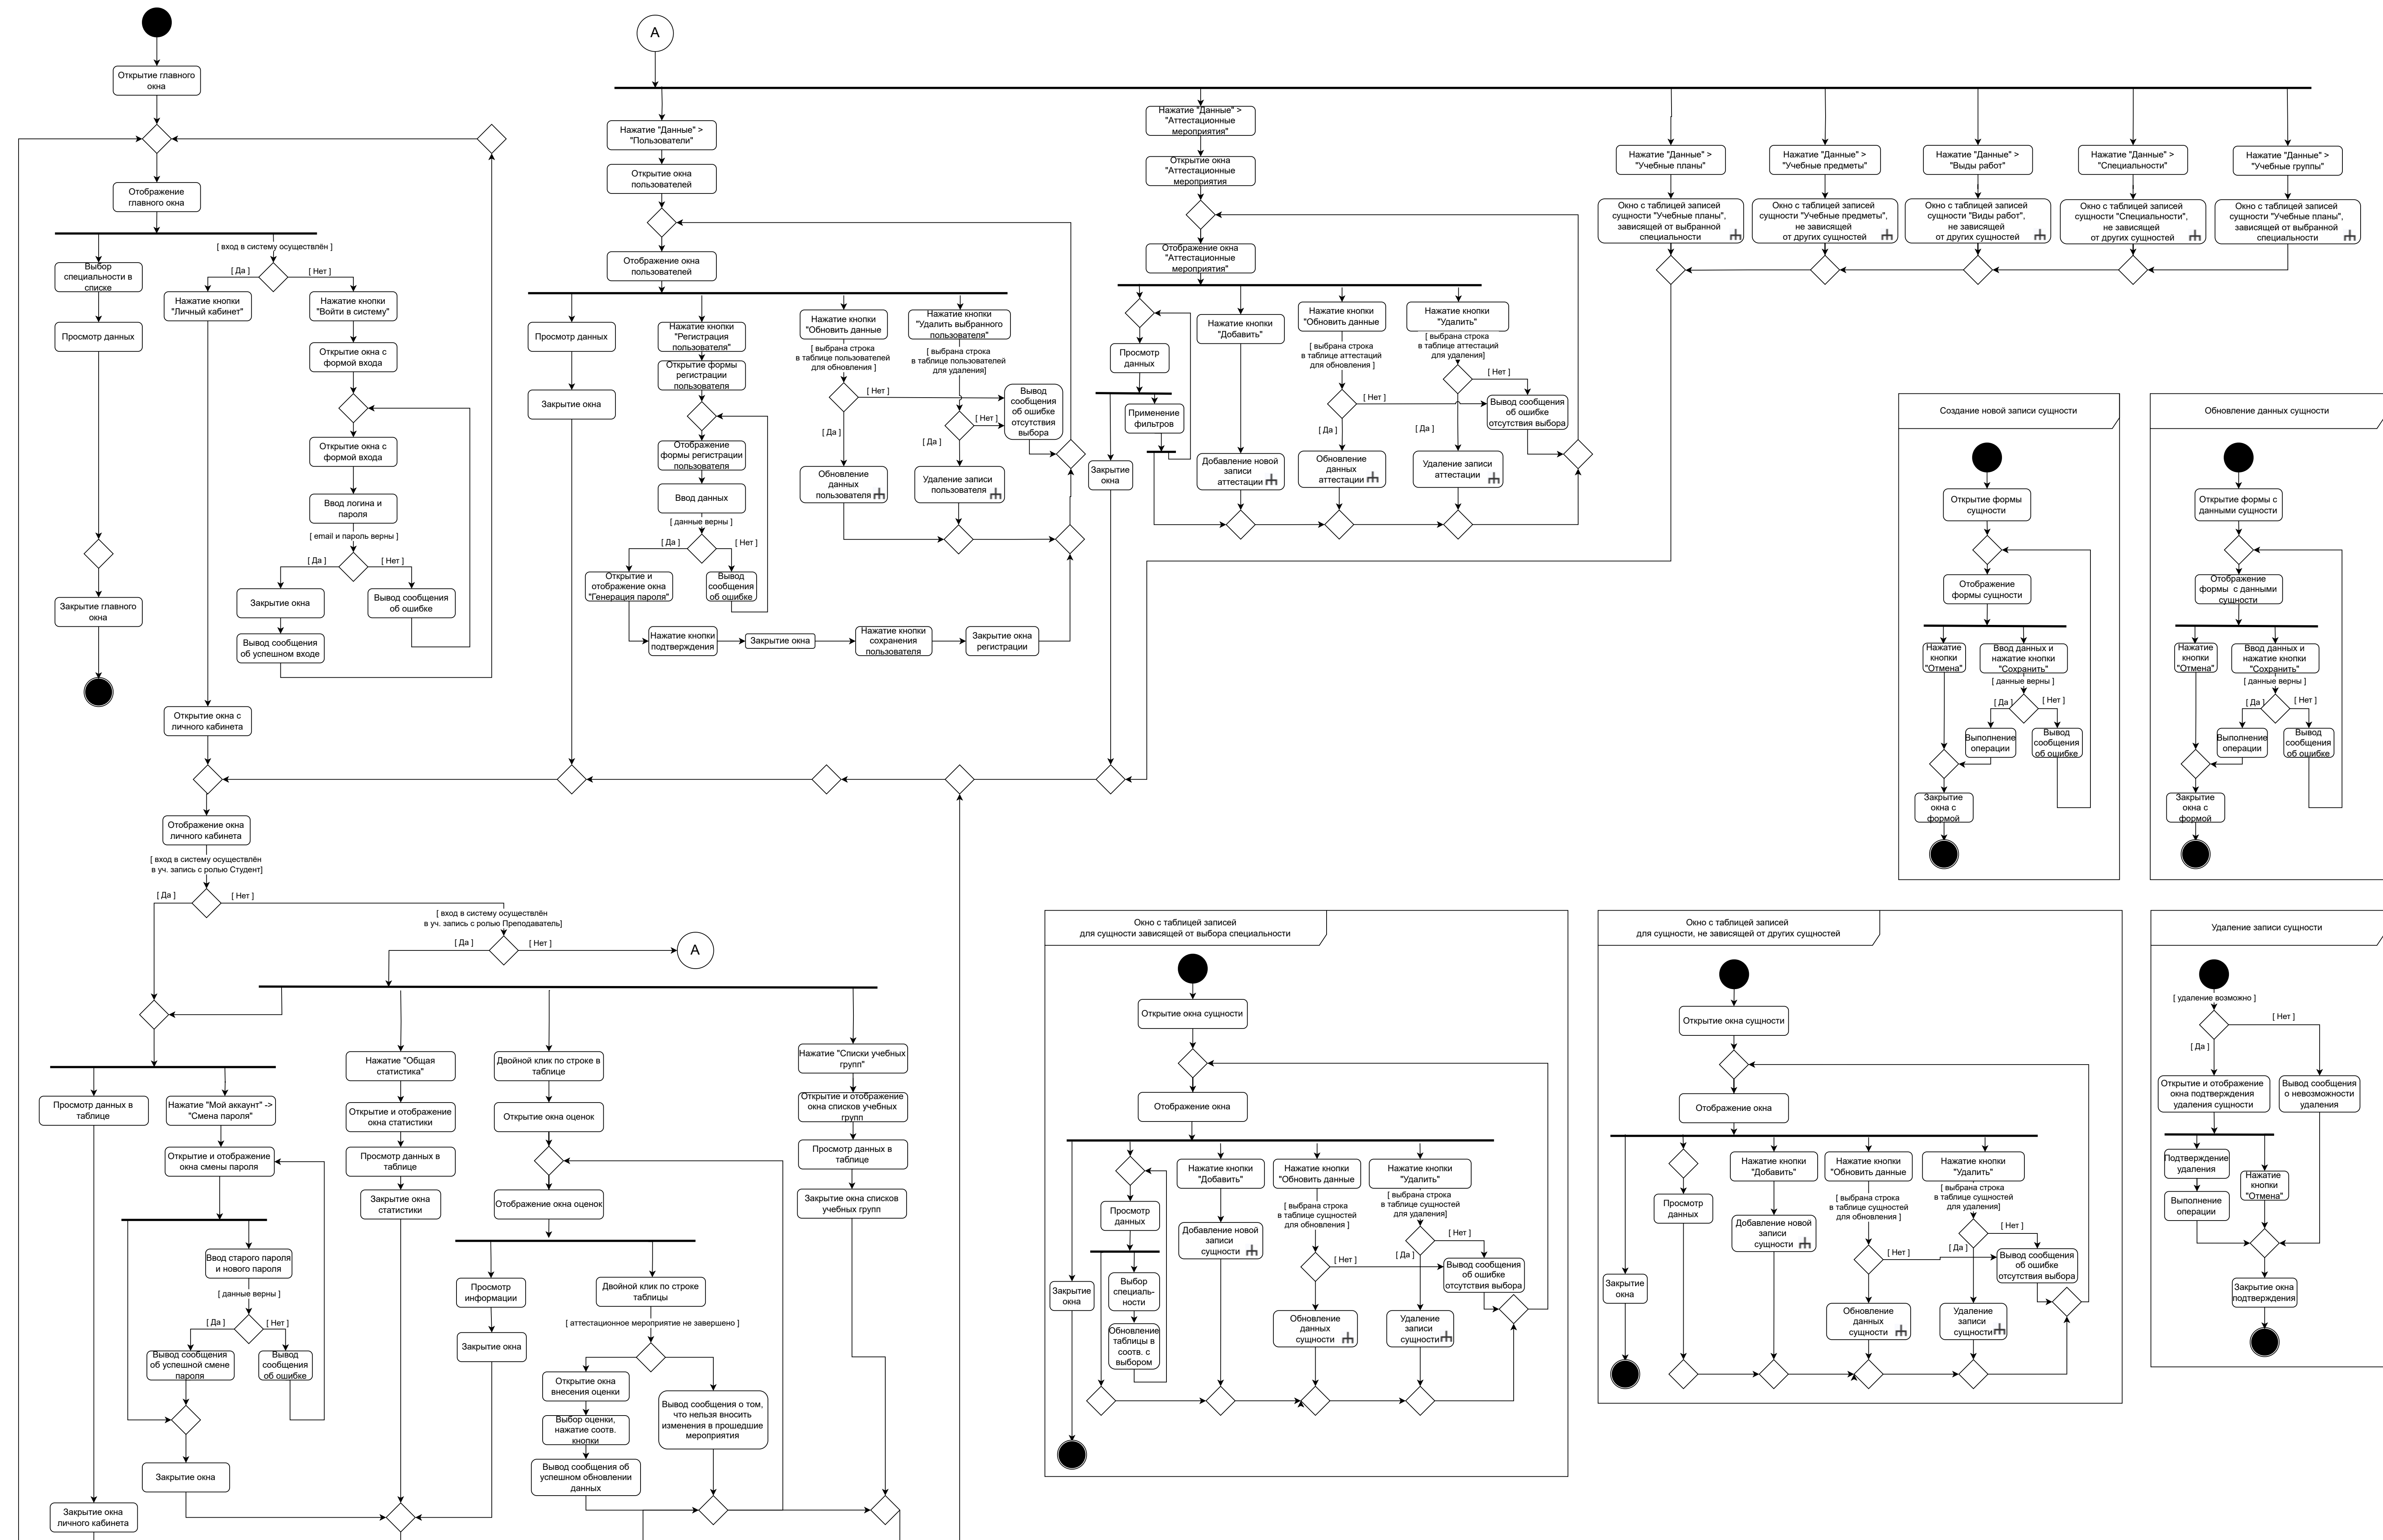 Открытие главного
окна
Отображение
главного окна
Выбор
специальности в
списке
Просмотр данных
Закрытие главного
окна
[ вход в систему осуществлён ]
[ Да ]
[ Нет ]
Нажатие кнопки
"Личный кабинет"
Нажатие кнопки
"Войти в систему"
Открытие окна с
формой входа
Открытие окна с
формой входа
Ввод логина и
пароля
[ email и пароль верны ]
[ Да ]
[ Нет ]
Закрытие окна
Вывод сообщения
об ошибке
Вывод сообщения
об успешном входе
Открытие окна с
личного кабинета
Отображение окна
личного кабинета
[ вход в систему осуществлён
в уч. запись с ролью Студент]
[ Да ]
[ Нет ]
[ вход в систему осуществлён
в уч. запись с ролью Преподаватель]
[ Да ]
[ Нет ]
A
Просмотр данных в
таблице
Закрытие окна
личного кабинета
Нажатие "Мой аккаунт" ->
"Смена пароля"
Открытие и отображение
окна смены пароля
Ввод старого пароля
и нового пароля
[ данные верны ]
[ Да ]
[ Нет ]
Вывод сообщения
об успешной смене
пароля
Вывод
сообщения
об ошибке
Закрытие окна
Нажатие "Общая
статистика"
Открытие и отображение
окна статистики
Просмотр данных в
таблице
Закрытие окна
статистики
Двойной клик по строке в
таблице
Открытие окна оценок
Отображение окна оценок
Просмотр
информации
Закрытие окна
Двойной клик по строке
таблицы
[ аттестационное мероприятие не завершено ]
Открытие окна
внесения оценки
Выбор оценки,
нажатие соотв.
кнопки
Вывод сообщения об
успешном обновлении
данных
Вывод сообщения о том,
что нельзя вносить
изменения в прошедшие
мероприятия
Нажатие "Списки учебных
групп"
Открытие и отображение
окна списков учебных
групп
Просмотр данных в
таблице
Закрытие окна списков
учебных групп
A
Нажатие "Данные" >
"Пользователи"
Открытие окна
пользователей
Отображение окна
пользователей
Просмотр данных
Закрытие окна
Нажатие кнопки
"Регистрация
пользователя"
Открытие формы
регистрации
пользователя
Отображение
формы регистрации
пользователя
Ввод данных
[ данные верны ]
[ Да ]
[ Нет ]
Открытие и
отображение окна
"Генерация пароля"
Вывод
сообщения
об ошибке
Нажатие кнопки
подтверждения
Закрытие окна
Нажатие кнопки
сохранения
пользователя
Закрытие окна
регистрации
Нажатие кнопки
"Обновить данные
[ выбрана строка
в таблице пользователей
для обновления ]
[ Нет ]
[ Да ]
Обновление
данных
пользователя
Нажатие кнопки
"Удалить выбранного
пользователя"
[ выбрана строка
в таблице пользователей
для удаления]
[ Нет ]
[ Да ]
Удаление записи
пользователя
Вывод
сообщения
об ошибке
отсутствия
выбора
Нажатие "Данные" >
"Аттестационные
мероприятия"
Открытие окна
"Аттестационные
мероприятия
Отображение окна
"Аттестационные
мероприятия"
Просмотр
данных
Применение
фильтров
Закрытие
окна
Нажатие кнопки
"Добавить"
Добавление новой
записи
аттестации
Нажатие кнопки
"Обновить данные
[ выбрана строка
в таблице аттестаций
для обновления ]
[ Нет ]
[ Да ]
Обновление
данных
аттестации
Нажатие кнопки
"Удалить"
[ выбрана строка
в таблице аттестаций
для удаления]
[ Нет ]
[ Да ]
Удаление записи
аттестации
Вывод сообщения
об ошибке
отсутствия выбора
Нажатие "Данные" >
"Учебные планы"
Окно с таблицей записей
сущности "Учебные планы",
зависящей от выбранной
специальности
Нажатие "Данные" >
"Учебные предметы"
Окно с таблицей записей
сущности "Учебные предметы",
не зависящей
от других сущностей
Нажатие "Данные" >
"Виды работ"
Окно с таблицей записей
сущности "Виды работ",
не зависящей
от других сущностей
Нажатие "Данные" >
"Специальности"
Окно с таблицей записей
сущности "Специальности",
не зависящей
от других сущностей
Нажатие "Данные" >
"Учебные группы"
Окно с таблицей записей
сущности "Учебные планы",
зависящей от выбранной
специальности
Создание новой записи сущности
Открытие формы
сущности
Отображение
формы сущности
Нажатие
кнопки
"Отмена"
Ввод данных и
нажатие кнопки
"Сохранить"
[ данные верны ]
[ Да ]
[ Нет ]
Выполнение
операции
Вывод
сообщения
об ошибке
Закрытие
окна с
формой
Обновление данных сущности
Открытие формы с
данными сущности
Отображение
формы с данными
сущности
Нажатие
кнопки
"Отмена"
Ввод данных и
нажатие кнопки
"Сохранить"
[ данные верны ]
[ Да ]
[ Нет ]
Выполнение
операции
Вывод
сообщения
об ошибке
Закрытие
окна с
формой
Окно с таблицей записей
для сущности зависящей от выбора специальности
Открытие окна сущности
Отображение окна
Закрытие
окна
Просмотр
данных
Выбор
специаль-
ности
Обновление
таблицы в
соотв. с
выбором
Нажатие кнопки
"Добавить"
Добавление новой
записи
сущности
Нажатие кнопки
"Обновить данные
[ выбрана строка
в таблице сущностей
для обновления ]
[ Нет ]
Обновление
данных
сущности
Нажатие кнопки
"Удалить"
[ выбрана строка
в таблице сущностей
для удаления]
[ Нет ]
[ Да ]
Вывод сообщения
об ошибке
отсутствия выбора
Удаление
записи
сущности
Окно с таблицей записей
для сущности, не зависящей от других сущностей
Открытие окна сущности
Отображение окна
Закрытие
окна
Просмотр
данных
Нажатие кнопки
"Добавить"
Добавление новой
записи
сущности
Нажатие кнопки
"Обновить данные
[ выбрана строка
в таблице сущностей
для обновления ]
[ Нет ]
Обновление
данных
сущности
Нажатие кнопки
"Удалить"
[ выбрана строка
в таблице сущностей
для удаления]
[ Нет ]
[ Да ]
Вывод сообщения
об ошибке
отсутствия выбора
Удаление
записи
сущности
Удаление записи сущности
[ удаление возможно ]
[ Нет ]
[ Да ]
Открытие и отображение
окна подтверждения
удаления сущности
Вывод сообщения
о невозможности
удаления
Подтверждение
удаления
Выполнение
операции
Нажатие
кнопки
"Отмена"
Закрытие окна
подтверждения